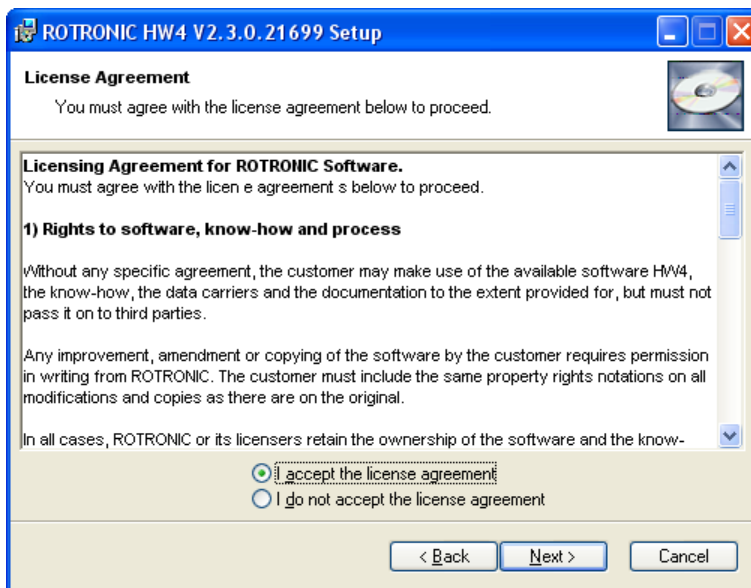 ROTRONIC HW4 V2.3.0.21699 Setup
License Agreement
You must agree with the license agreement below to proceed.
Licensing Agreement for ROTRONIC Software.
You must agree with the licen e agreement s below to proceed.
1) Rights to software, know-how and process
Without any specific agreement, the customer may make use of the available software HW4,
the know-how, the data carriers and the documentation to the extent provided for, but must not
pass it on to third parties.
Any improvement, amendment or copying of the software by the customer requires permission
in writing from ROTRONIC. The customer must include the same property rights notations on all
modifications and copies as there are on the original.
In all cases, ROTRONIC or its licensers retain the ownership of the software and the know-
I accept the license agreement
I do not accept the license agreement
< Back Next > Cancel